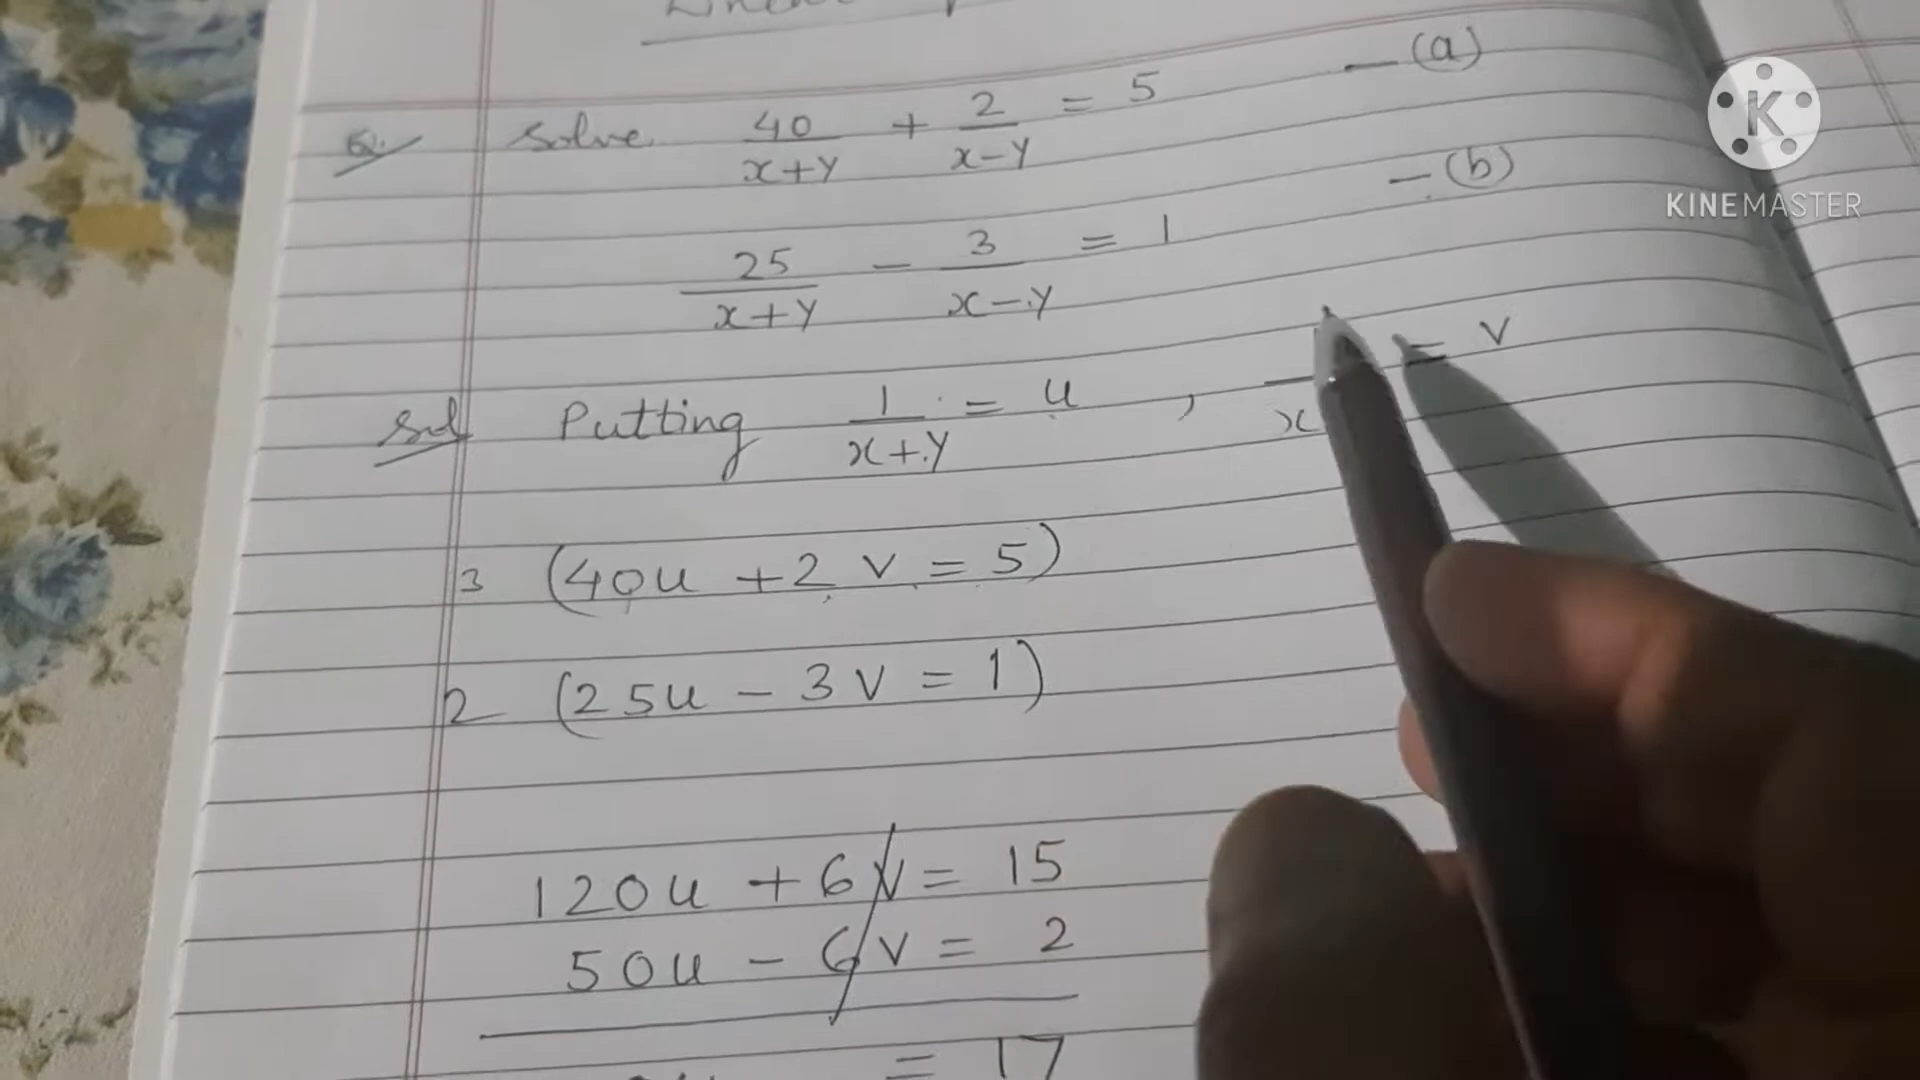 Q. Solve 40/(x+y) + 2/(x-y) = 5 — (a)
25/(x+y) - 3/(x-y) = 1 — (b)
K
KINEMASTER
Sol Putting 1/(x+y) = u , x = v
3 (40u + 2v = 5)
2 (25u - 3v = 1)
120u + 6v = 15
50u - 6v = 2
= 17